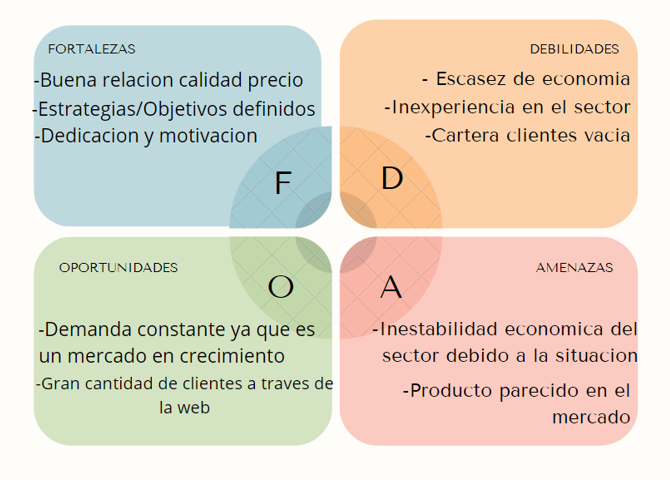 FORTALEZAS
-Buena relacion calidad precio
-Estrategias/Objetivos definidos
-Dedicacion y motivacion
F
DEBILIDADES
- Escasez de economia
-Inexperiencia en el sector
-Cartera clientes vacia
D
OPORTUNIDADES
O
-Demanda constante ya que es
un mercado en crecimiento
-Gran cantidad de clientes a traves de
la web
AMENAZAS
A
-Inestabilidad economica del
sector debido a la situacion
-Producto parecido en el
mercado